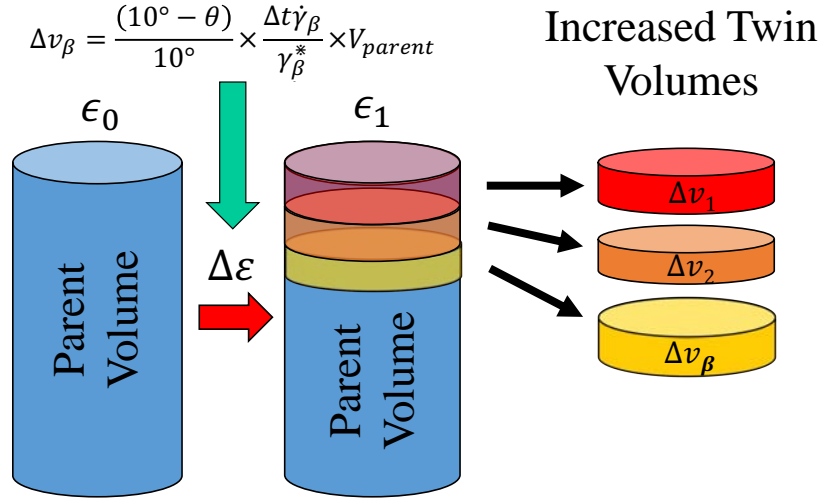 Δv_β = (10° − θ)/10° × Δtγ̇_β/γ_β^* × V_parent
Increased Twin
Volumes
ϵ_0
ϵ_1
Δε
Parent
Volume
Parent
Volume
Δv_1
Δv_2
Δv_β